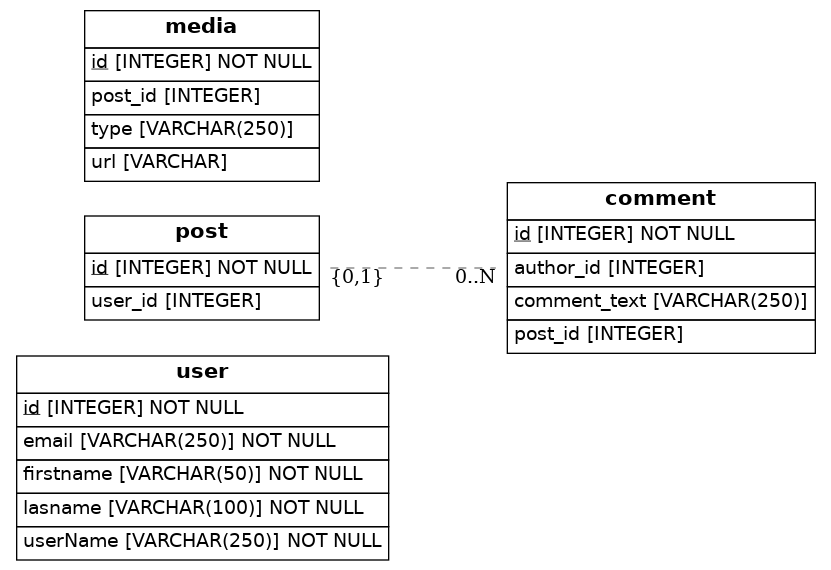 media
id [INTEGER] NOT NULL
post_id [INTEGER]
type [VARCHAR(250)]
url [VARCHAR]
post
id [INTEGER] NOT NULL
user_id [INTEGER]
{0,1}
0..N
comment
id [INTEGER] NOT NULL
author_id [INTEGER]
comment_text [VARCHAR(250)]
post_id [INTEGER]
user
id [INTEGER] NOT NULL
email [VARCHAR(250)] NOT NULL
firstname [VARCHAR(50)] NOT NULL
lasname [VARCHAR(100)] NOT NULL
userName [VARCHAR(250)] NOT NULL